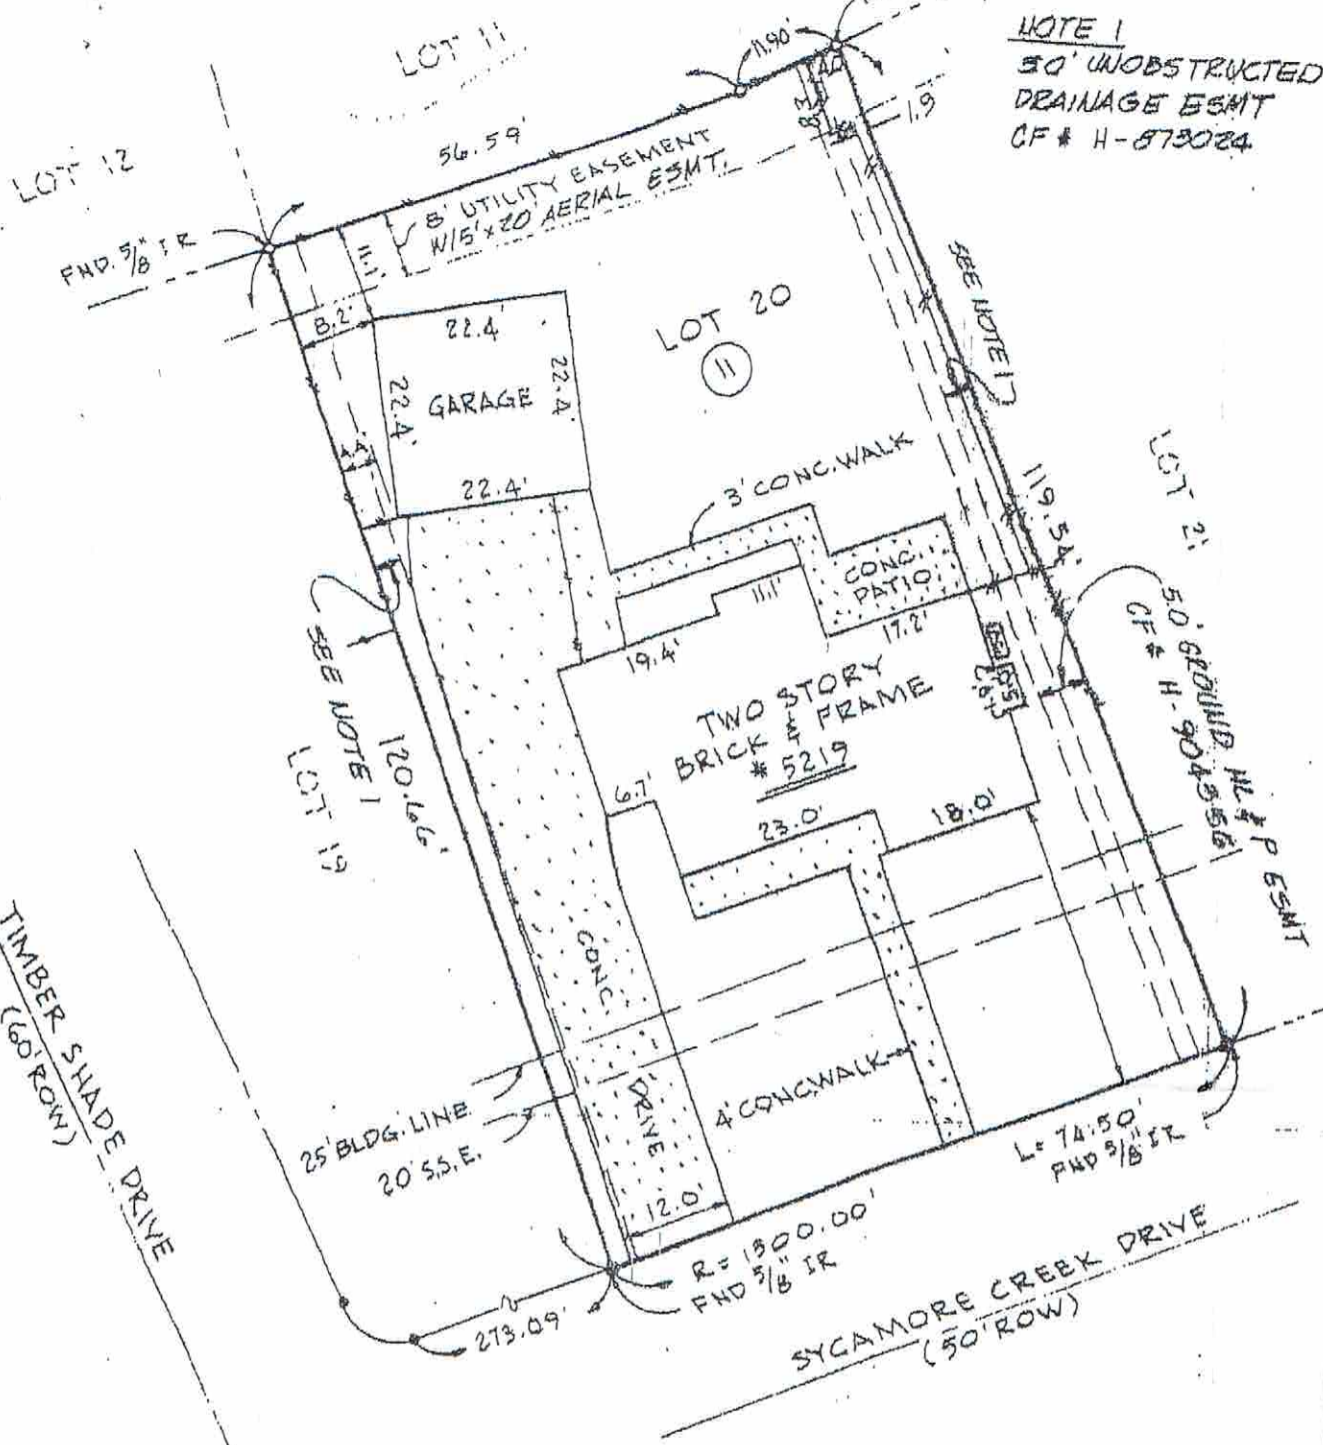 LOT 11
11.90'
NOTE 1
30' UNOBSTRUCTED
DRAINAGE ESMT
CF # H-873024
LOT 12
56.59'
1.9
8' UTILITY EASEMENT
W/5'x20 AERIAL ESMT.
FND. 5/8" IR
11.1'
8.2'
22.4'
LOT 20
11
SEE NOTE 1
22.4'
GARAGE
22.4'
22.4'
3' CONC. WALK
119.54'
LOT 21
CONC.
PATIO
11.1'
17.2'
19.4'
5.0' GROUND HL & P ESMT
CF # H-904556
SEE NOTE 1
TWO STORY
BRICK & FRAME
# 5219
120.66'
LOT 19
6.7'
23.0'
18.0'
TIMBER SHADE DRIVE
(60' ROW)
CONC.
DRIVE
25' BLDG. LINE
20' S.S.E.
4' CONC. WALK
L= 74.50'
FND 5/8" IR
12.0'
R= 1300.00'
FND 5/8" IR
273.09'
SYCAMORE CREEK DRIVE
(50' ROW)